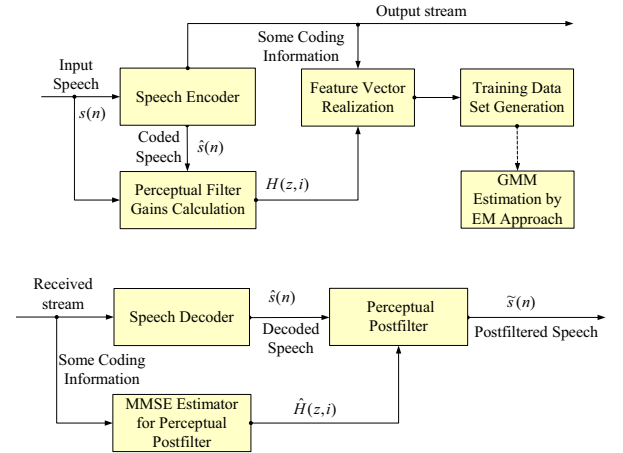 Output stream
Some Coding
Information
Input
Speech
s(n)
Speech Encoder
Feature Vector
Realization
Training Data
Set Generation
Coded
Speech
ŝ(n)
Perceptual Filter
Gains Calculation
H(z,i)
GMM
Estimation by
EM Approach
Received
stream
Speech Decoder
ŝ(n)
Decoded
Speech
Perceptual
Postfilter
s̃(n)
Postfiltered Speech
Some Coding
Information
MMSE Estimator
for Perceptual
Postfilter
Ĥ(z,i)